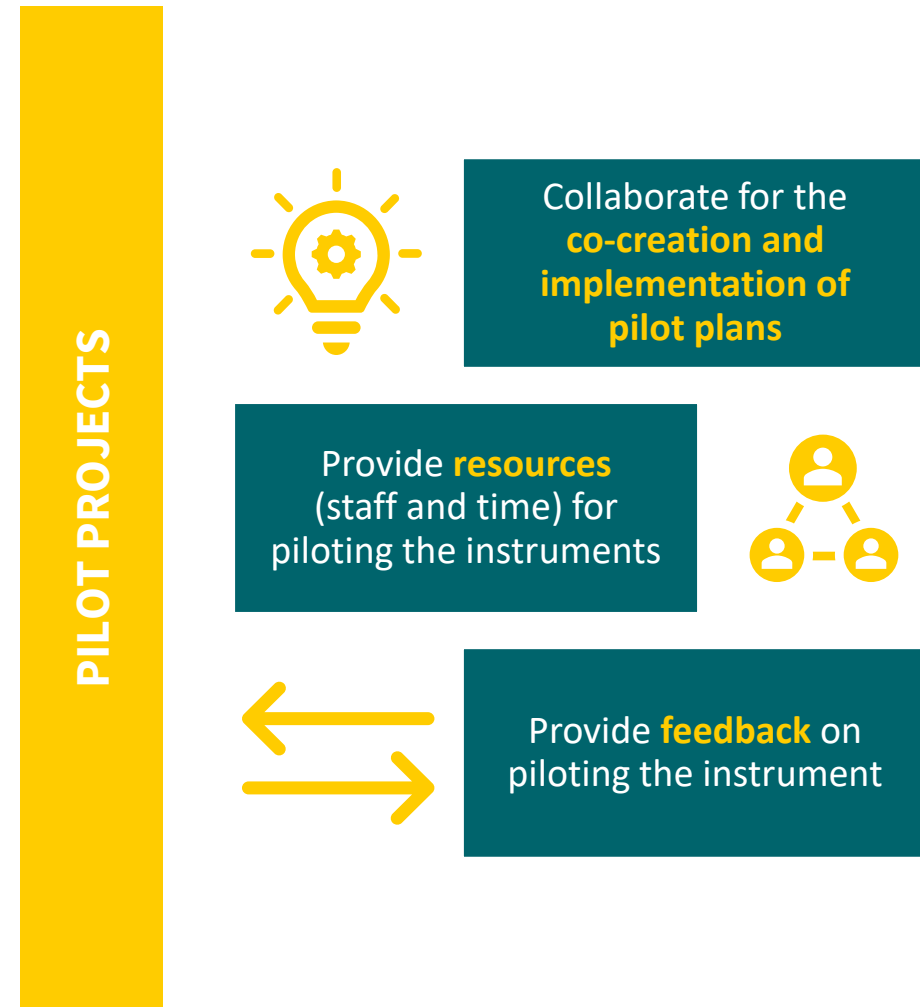 PILOT PROJECTS
Collaborate for the
co-creation and
implementation of
pilot plans
Provide resources
(staff and time) for
piloting the instruments
Provide feedback on
piloting the instrument